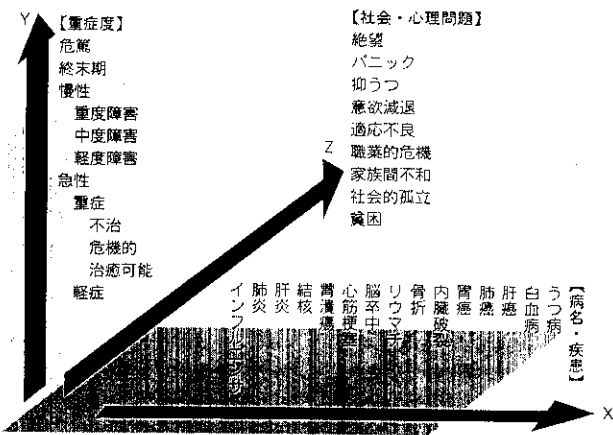 Y
【重症度】
危篤
終末期
慢性
重度障害
中度障害
軽度障害
急性
重症
不治
危機的
治癒可能
軽症
【社会・心理問題】
絶望
パニック
抑うつ
意欲減退
適応不良
職業的危機
家族間不和
社会的孤立
貧困
Z
【病名・疾患】
うつ病
白血病
肝癌
肺癌
胃癌
内臓破裂
骨折
リウマチ
脳卒中
心筋梗塞
胃潰瘍
結核
肝炎
肺炎
インフルエンザ
X